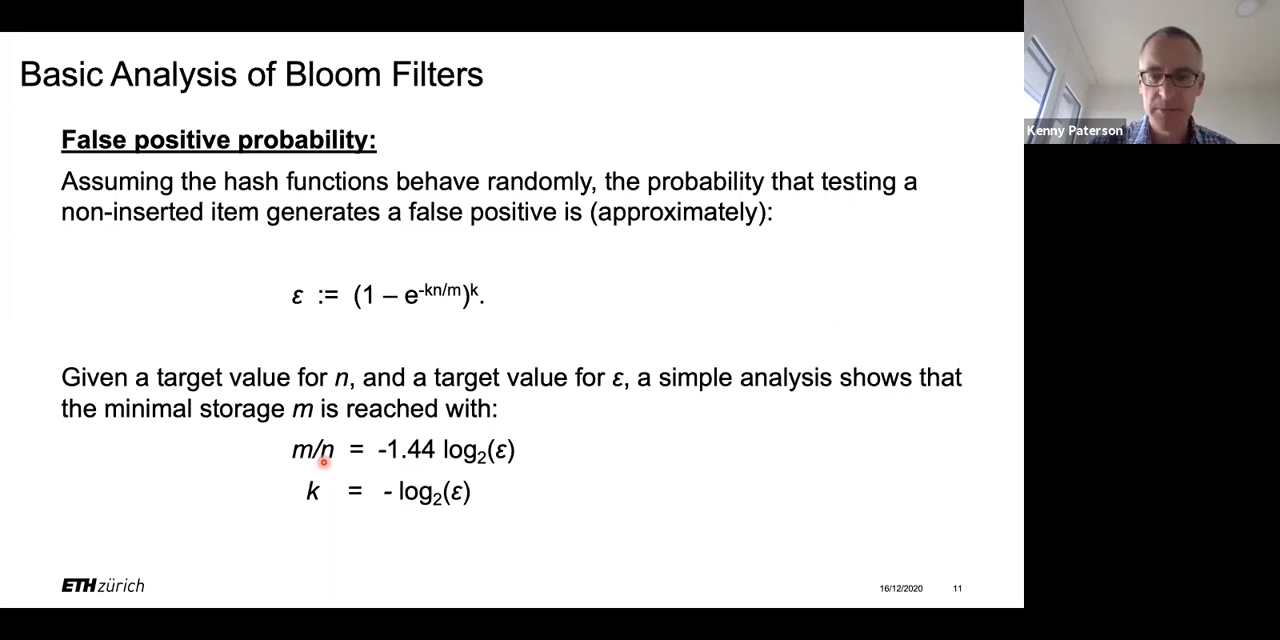 Basic Analysis of Bloom Filters
False positive probability:
Assuming the hash functions behave randomly, the probability that testing a
non-inserted item generates a false positive is (approximately):
ε := (1 – e^-kn/m)^k.
Given a target value for n, and a target value for ε, a simple analysis shows that
the minimal storage m is reached with:
m/n = -1.44 log₂(ε)
k = - log₂(ε)
ETH zürich
16/12/2020 11
Kenny Paterson